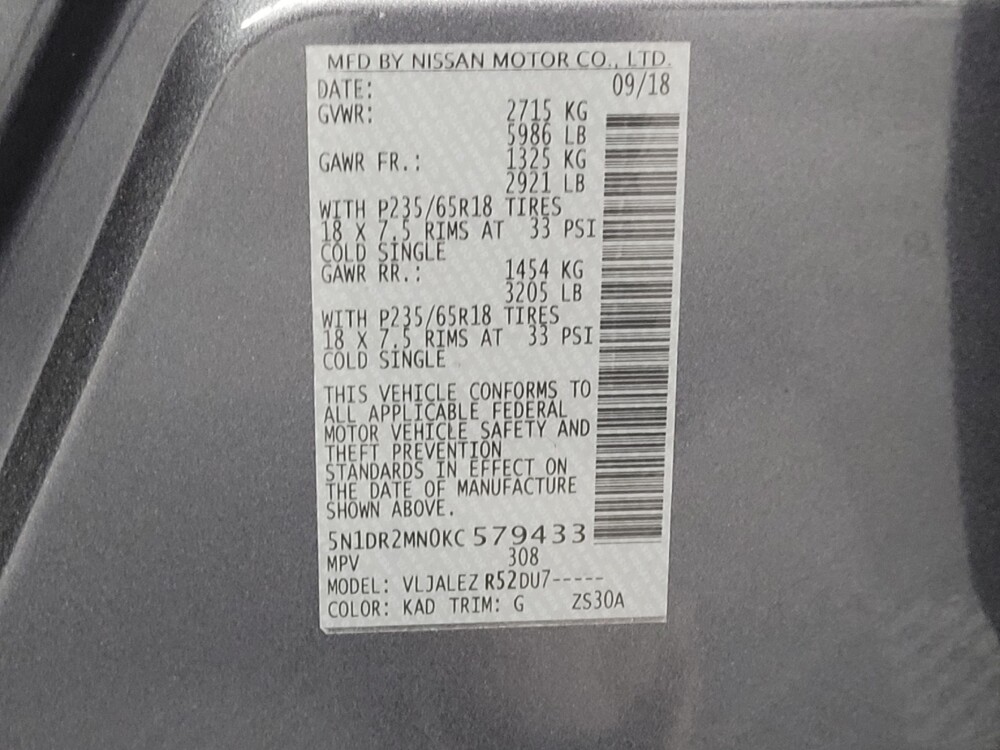 MFD BY NISSAN MOTOR CO., LTD.
DATE: 09/18
GVWR: 2715 KG
5986 LB
GAWR FR.: 1325 KG
2921 LB
WITH P235/65R18 TIRES
18 X 7.5 RIMS AT 33 PSI
COLD SINGLE
GAWR RR.: 1454 KG
3205 LB
WITH P235/65R18 TIRES
18 X 7.5 RIMS AT 33 PSI
COLD SINGLE
THIS VEHICLE CONFORMS TO
ALL APPLICABLE FEDERAL
MOTOR VEHICLE SAFETY AND
THEFT PREVENTION
STANDARDS IN EFFECT ON
THE DATE OF MANUFACTURE
SHOWN ABOVE.
5N1DR2MN0KC579433
MPV 308
MODEL: VLJALEZ R52DU7-----
COLOR: KAD TRIM: G ZS30A